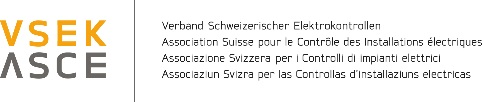 VSEK
ASCE
Verband Schweizerischer Elektrokontrollen
Association Suisse pour le Contrôle des Installations électriques
Associazione Svizzera per i Controlli di impianti elettrici
Associaziun Svizra per las Controllas d'installaziuns electricas